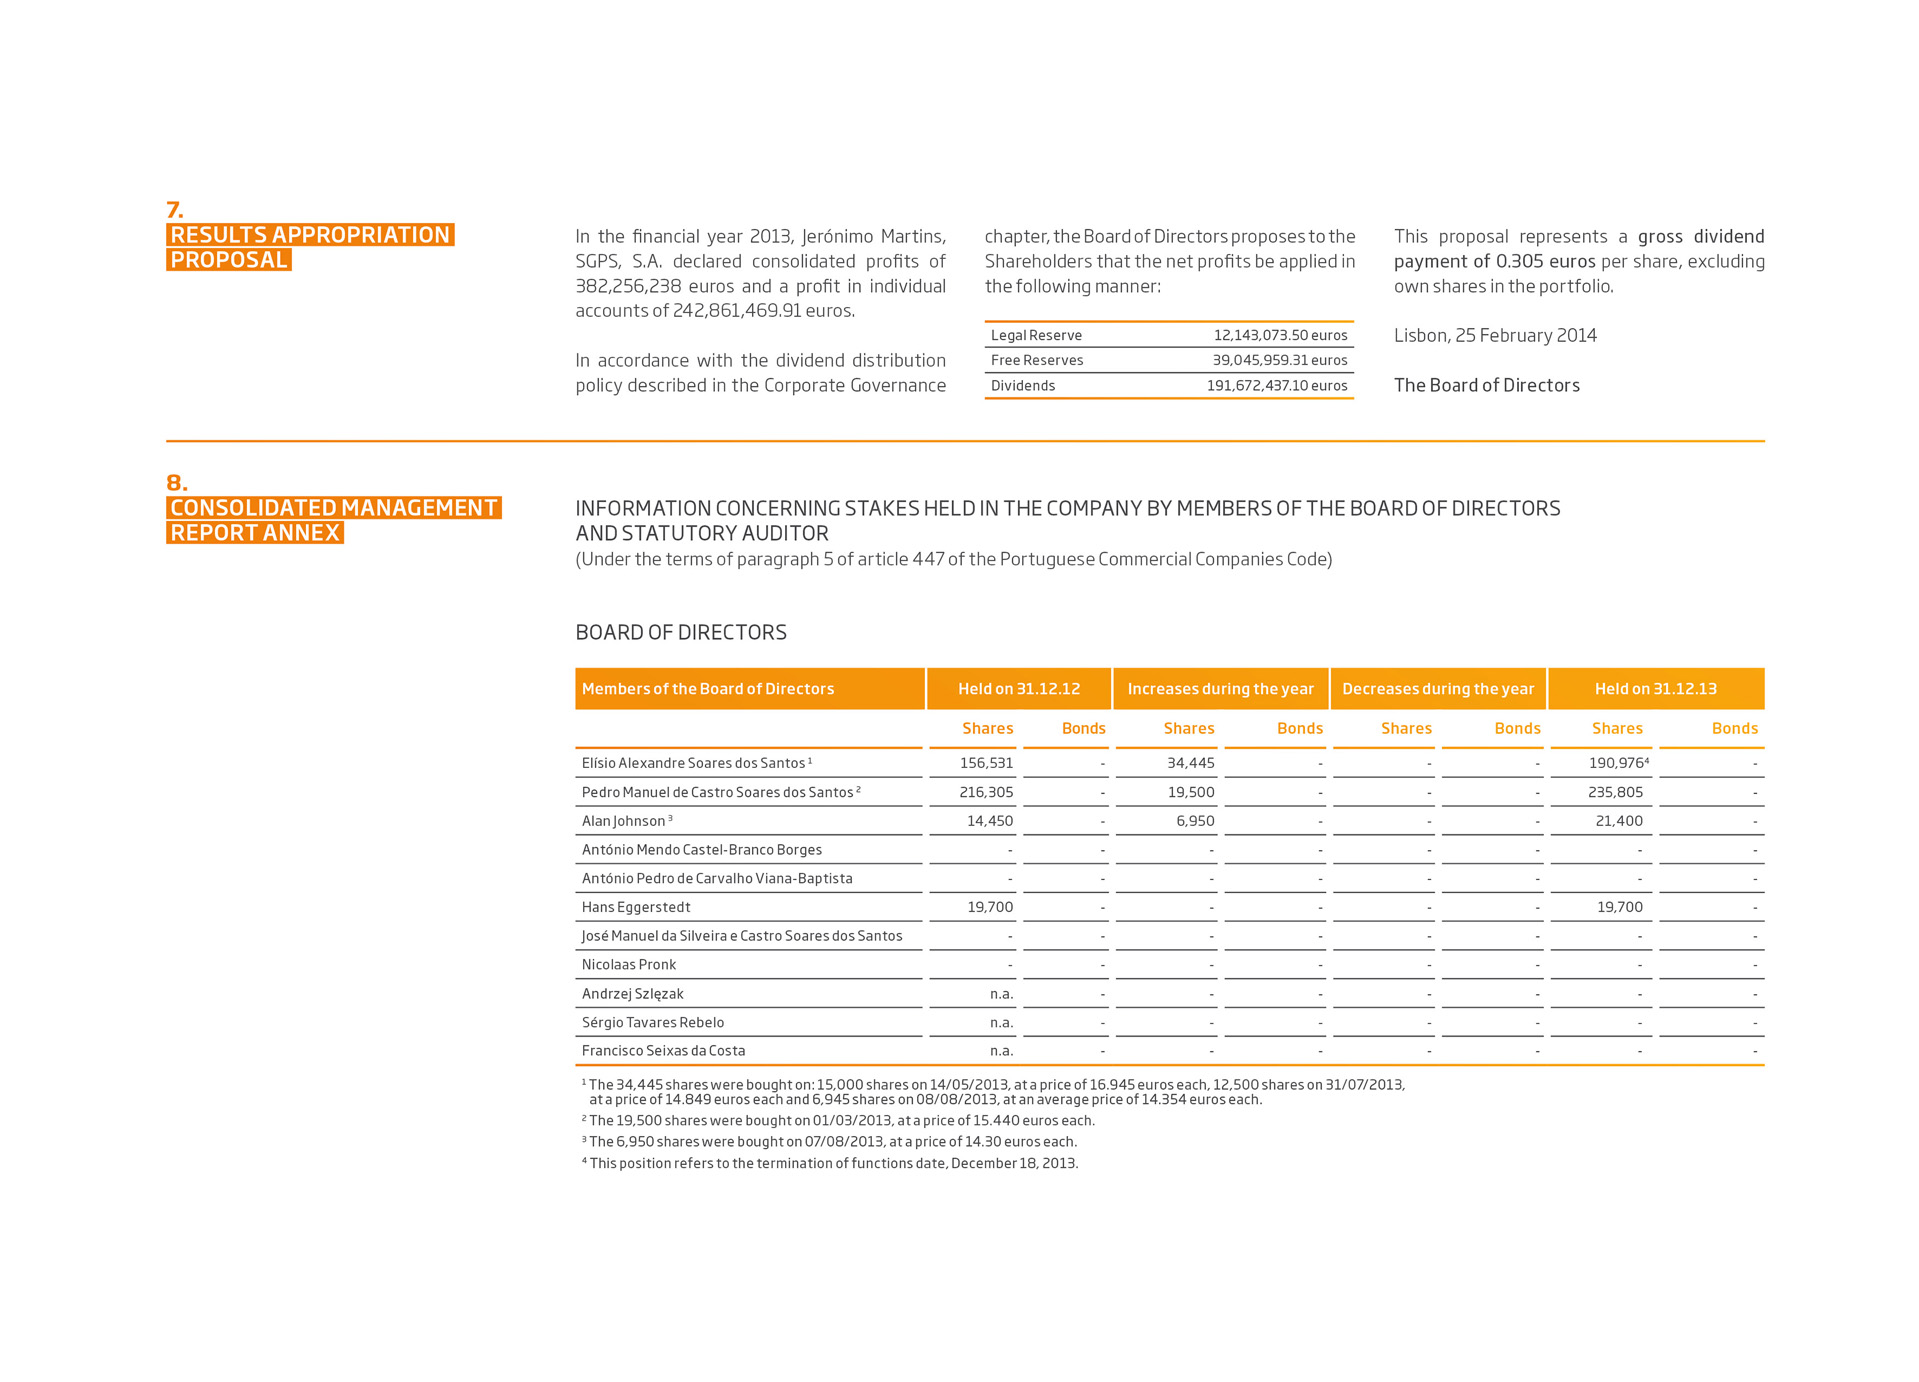 7.
RESULTS APPROPRIATION
PROPOSAL
In the financial year 2013, Jerónimo Martins,
SGPS, S.A. declared consolidated profits of
382,256,238 euros and a profit in individual
accounts of 242,861,469.91 euros.
In accordance with the dividend distribution
policy described in the Corporate Governance
chapter, the Board of Directors proposes to the
Shareholders that the net profits be applied in
the following manner:
Legal Reserve 12,143,073.50 euros
Free Reserves 39,045,959.31 euros
Dividends 191,672,437.10 euros
This proposal represents a gross dividend
payment of 0.305 euros per share, excluding
own shares in the portfolio.
Lisbon, 25 February 2014
The Board of Directors
8.
CONSOLIDATED MANAGEMENT
REPORT ANNEX
INFORMATION CONCERNING STAKES HELD IN THE COMPANY BY MEMBERS OF THE BOARD OF DIRECTORS
AND STATUTORY AUDITOR
(Under the terms of paragraph 5 of article 447 of the Portuguese Commercial Companies Code)
BOARD OF DIRECTORS
Members of the Board of Directors Held on 31.12.12 Increases during the year Decreases during the year Held on 31.12.13
Shares Bonds Shares Bonds Shares Bonds Shares Bonds
Elísio Alexandre Soares dos Santos ¹ 156,531 - 34,445 - - - 190,976⁴ -
Pedro Manuel de Castro Soares dos Santos ² 216,305 - 19,500 - - - 235,805 -
Alan Johnson ³ 14,450 - 6,950 - - - 21,400 -
António Mendo Castel-Branco Borges - - - - - - - -
António Pedro de Carvalho Viana-Baptista - - - - - - - -
Hans Eggerstedt 19,700 - - - - - 19,700 -
José Manuel da Silveira e Castro Soares dos Santos - - - - - - - -
Nicolaas Pronk - - - - - - - -
Andrzej Szlęzak n.a. - - - - - - -
Sérgio Tavares Rebelo n.a. - - - - - - -
Francisco Seixas da Costa n.a. - - - - - - -
¹ The 34,445 shares were bought on: 15,000 shares on 14/05/2013, at a price of 16.945 euros each, 12,500 shares on 31/07/2013,
at a price of 14.849 euros each and 6,945 shares on 08/08/2013, at an average price of 14.354 euros each.
² The 19,500 shares were bought on 01/03/2013, at a price of 15.440 euros each.
³ The 6,950 shares were bought on 07/08/2013, at a price of 14.30 euros each.
⁴ This position refers to the termination of functions date, December 18, 2013.